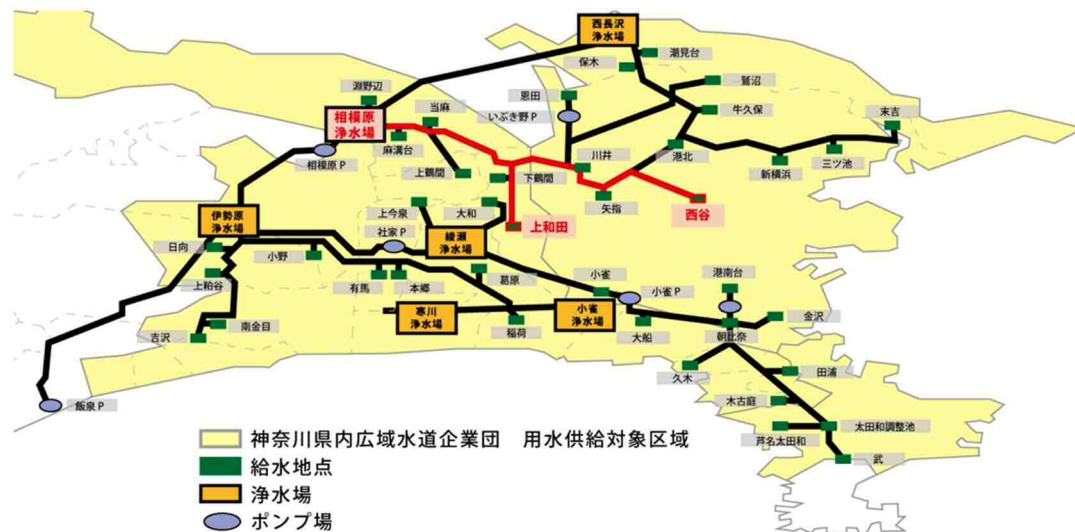 西長沢
浄水場
潮見台
保木
鷺沼
淵野辺
当麻
恩田
いぶき野 P
牛久保
末吉
相模原
浄水場
麻溝台
川井
港北
相模原 P
上鶴間
下鶴間
新横浜
三ツ池
矢指
西谷
上今泉
大和
上和田
伊勢原
浄水場
社家 P
綾瀬
浄水場
日向
小野
上粕谷
有馬
本郷
葛原
小雀
小雀 P
港南台
寒川
浄水場
小雀
浄水場
稲荷
大船
朝比奈
金沢
吉沢
南金目
久木
田浦
飯泉 P
木古庭
芦名太田和
太田和調整池
武
神奈川県内広域水道企業団 用水供給対象区域
給水地点
浄水場
ポンプ場